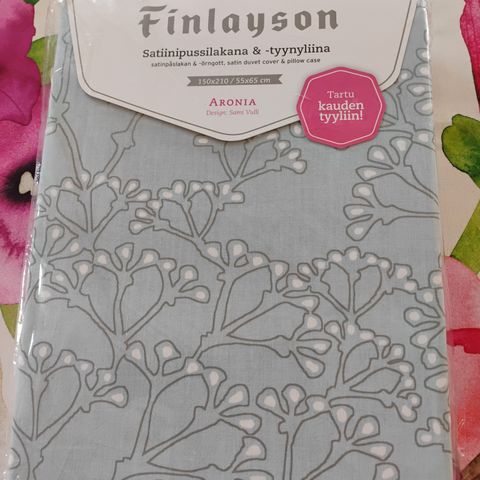 Finlayson
Satiinipussilakana & -tyynyliina
satinpåslakan & -örngott, satin duvet cover & pillow case
150x210 / 55x65 cm
Aronia
Design: Sami Vulli
Tartu
kauden
tyyliin!